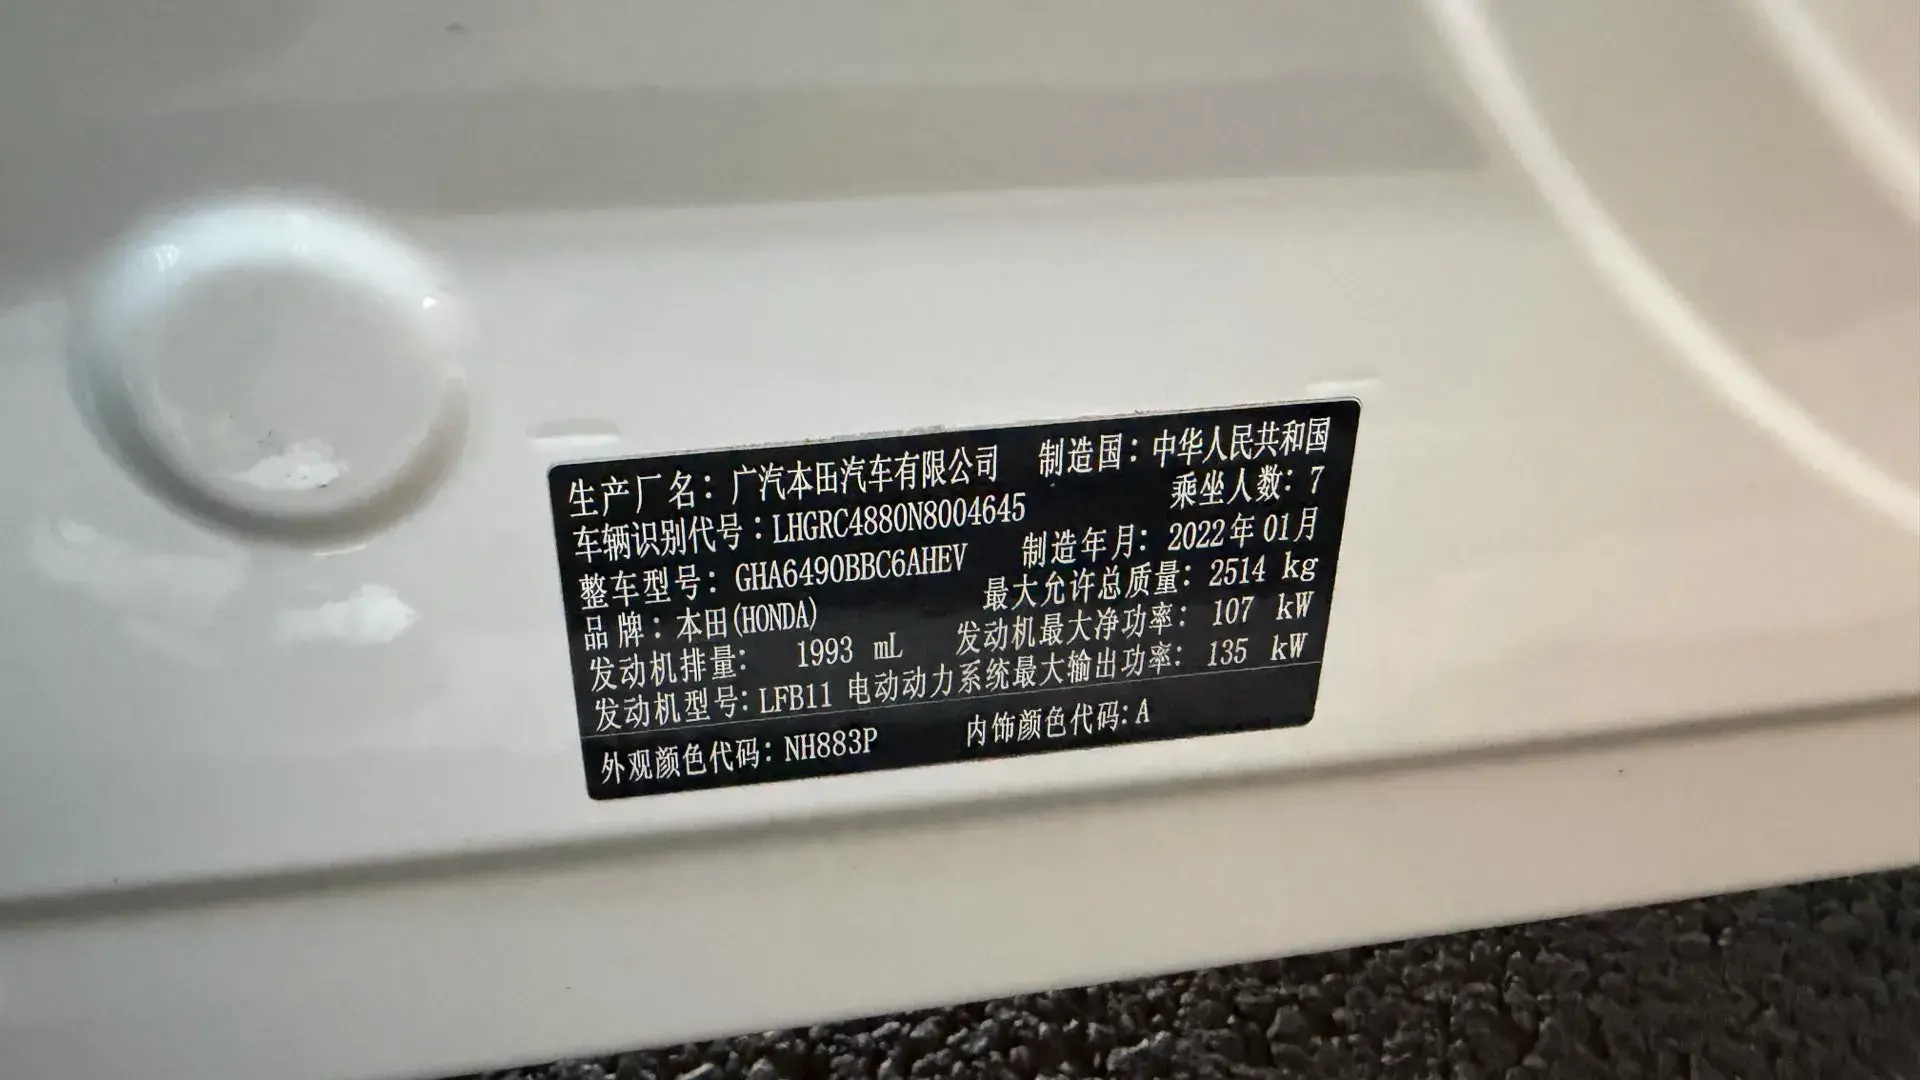 生产厂名：广汽本田汽车有限公司 制造国：中华人民共和国
车辆识别代号：LHGRC4880N8004645 乘坐人数：7
整车型号：GHA6490BBC6AHEV 制造年月：2022年01月
品牌：本田(HONDA) 最大允许总质量：2514 kg
发动机排量： 1993 mL 发动机最大净功率：107 kW
发动机型号：LFB11 电动动力系统最大输出功率：135 kW
外观颜色代码：NH883P 内饰颜色代码：A